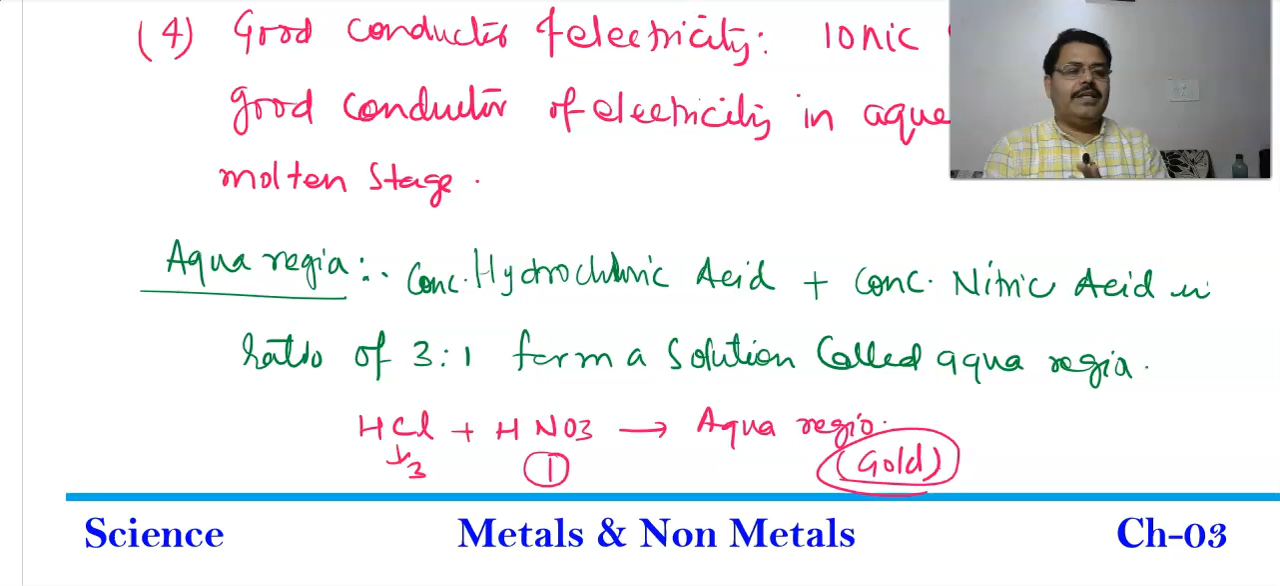 (4) Good conductor of electricity: Ionic
good conductor of electricity in aque
molten stage.
Aqua regia:- Conc. Hydrochloric Acid + Conc. Nitric Acid in
ratio of 3:1 form a solution Called aqua regia.
HCl + HNO3 → Aqua regia.
3 1 (Gold)
Science Metals & Non Metals Ch-03